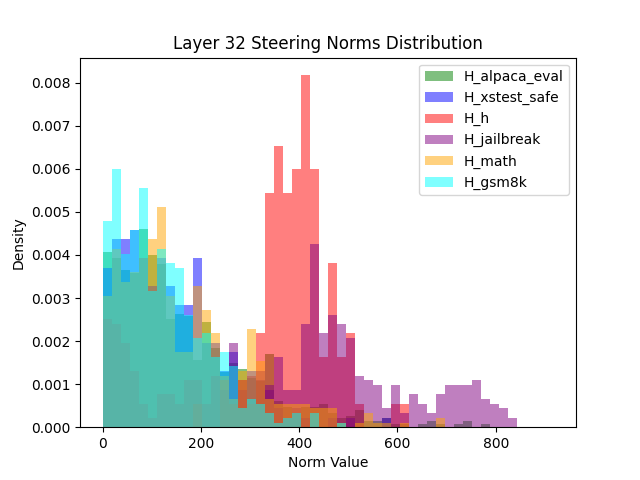 Layer 32 Steering Norms Distribution
H_alpaca_eval
H_xstest_safe
H_h
H_jailbreak
H_math
H_gsm8k
Density
0.008
0.007
0.006
0.005
0.004
0.003
0.002
0.001
0.000
0
200
400
600
800
Norm Value